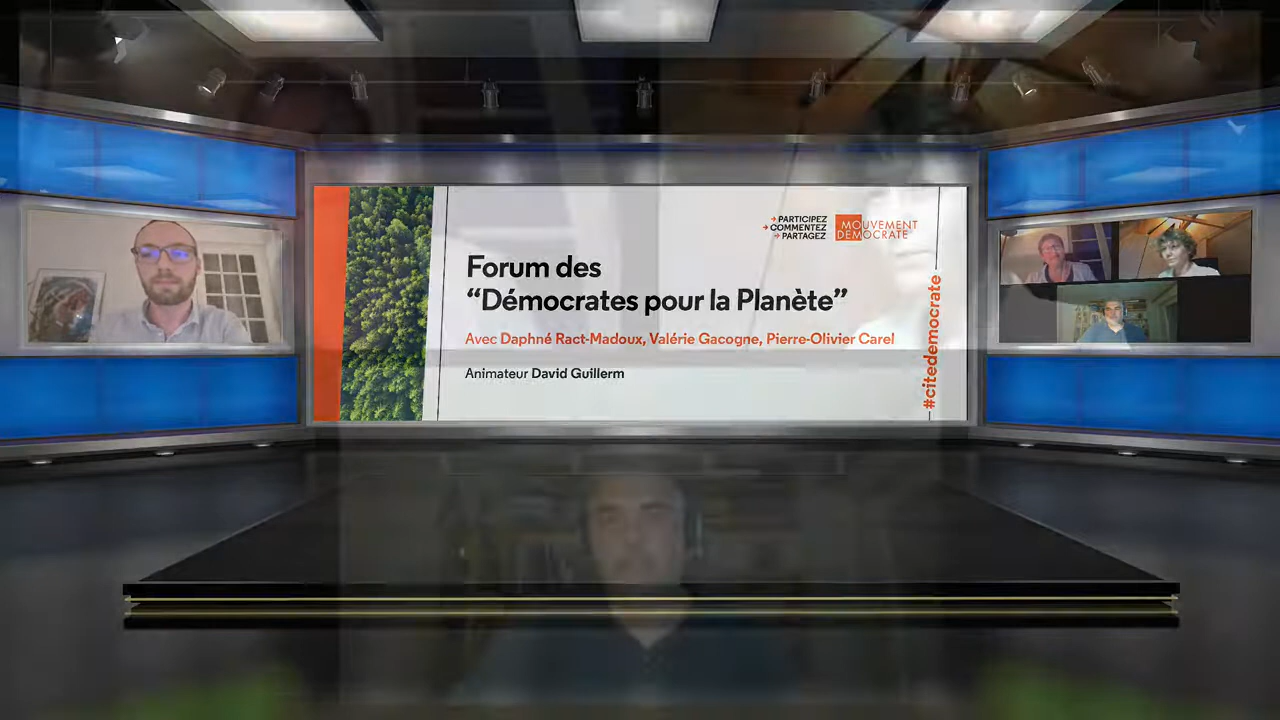 PARTICIPEZ
COMMENTEZ
PARTAGEZ
MOUVEMENT
DEMOCRATE
Forum des
“Démocrates pour la Planète”
Avec Daphné Ract-Madoux, Valérie Gacogne, Pierre-Olivier Carel
Animateur David Guillerm
#citedemocrate